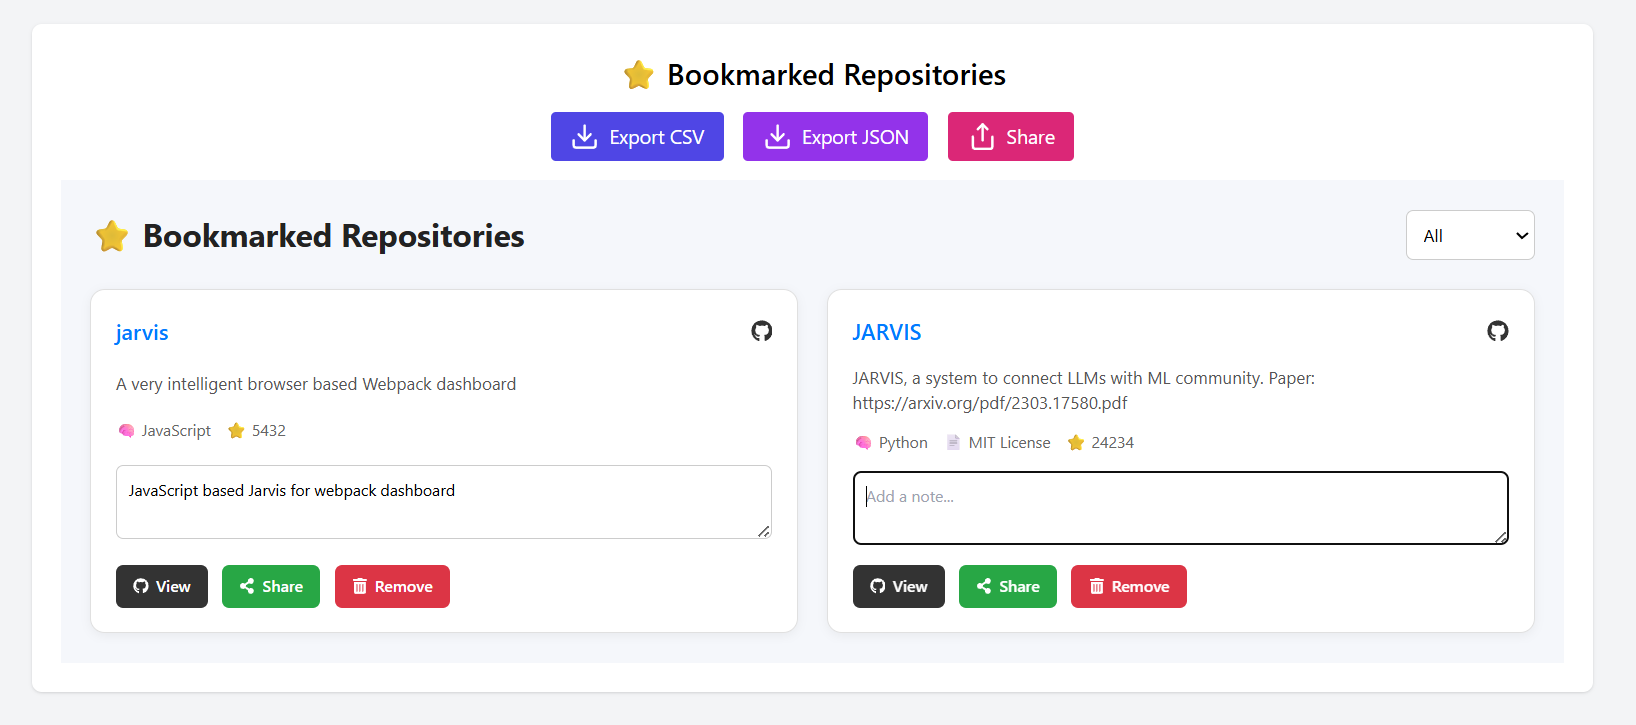 Bookmarked Repositories
Export CSV
Export JSON
Share
Bookmarked Repositories
All
jarvis
A very intelligent browser based Webpack dashboard
JavaScript 5432
JavaScript based Jarvis for webpack dashboard
View Share Remove
JARVIS
JARVIS, a system to connect LLMs with ML community. Paper:
https://arxiv.org/pdf/2303.17580.pdf
Python MIT License 24234
Add a note...
View Share Remove